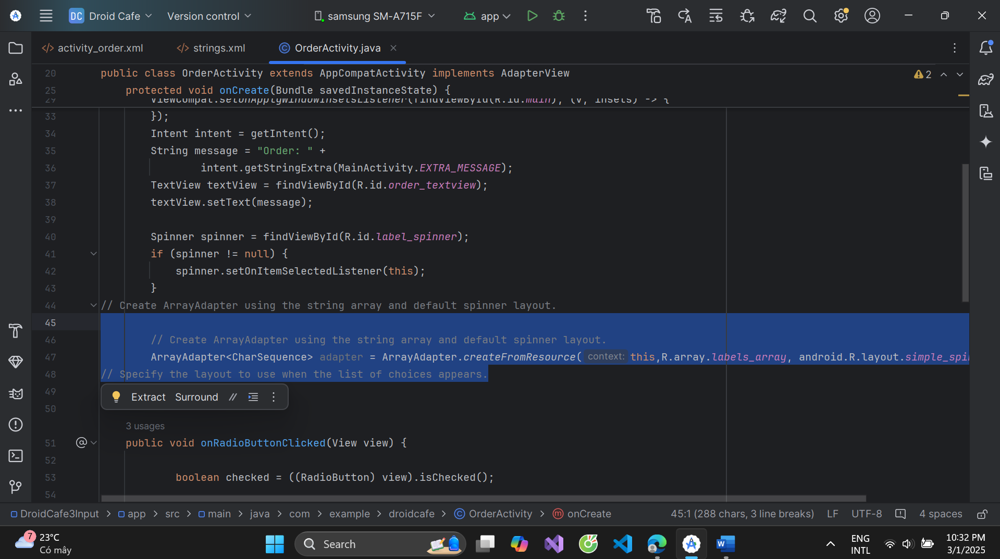 DC Droid Cafe Version control samsung SM-A715F app
activity_order.xml strings.xml OrderActivity.java
20 public class OrderActivity extends AppCompatActivity implements AdapterView
2
25 protected void onCreate(Bundle savedInstanceState) {
29 ViewCompat.setOnApplyWindowInsetsListener(findViewById(R.id.main), (v, insets) -> {
33 });
34 Intent intent = getIntent();
35 String message = "Order: " +
36 intent.getStringExtra(MainActivity.EXTRA_MESSAGE);
37 TextView textView = findViewById(R.id.order_textview);
38 textView.setText(message);
39
40 Spinner spinner = findViewById(R.id.label_spinner);
41 if (spinner != null) {
42 spinner.setOnItemSelectedListener(this);
43 }
44 // Create ArrayAdapter using the string array and default spinner layout.
45
46 // Create ArrayAdapter using the string array and default spinner layout.
47 ArrayAdapter<CharSequence> adapter = ArrayAdapter.createFromResource( context: this,R.array.labels_array, android.R.layout.simple_spi
48 // Specify the layout to use when the list of choices appears.
49 Extract Surround //
50
3 usages
51 public void onRadioButtonClicked(View view) {
52
53 boolean checked = ((RadioButton) view).isChecked();
54
DroidCafe3Input > app > src > main > java > com > example > droidcafe > OrderActivity > onCreate 45:1 (288 chars, 3 line breaks) LF UTF-8 4 spaces
7 23°C
Có mây
Search
ENG
INTL
10:32 PM
3/1/2025